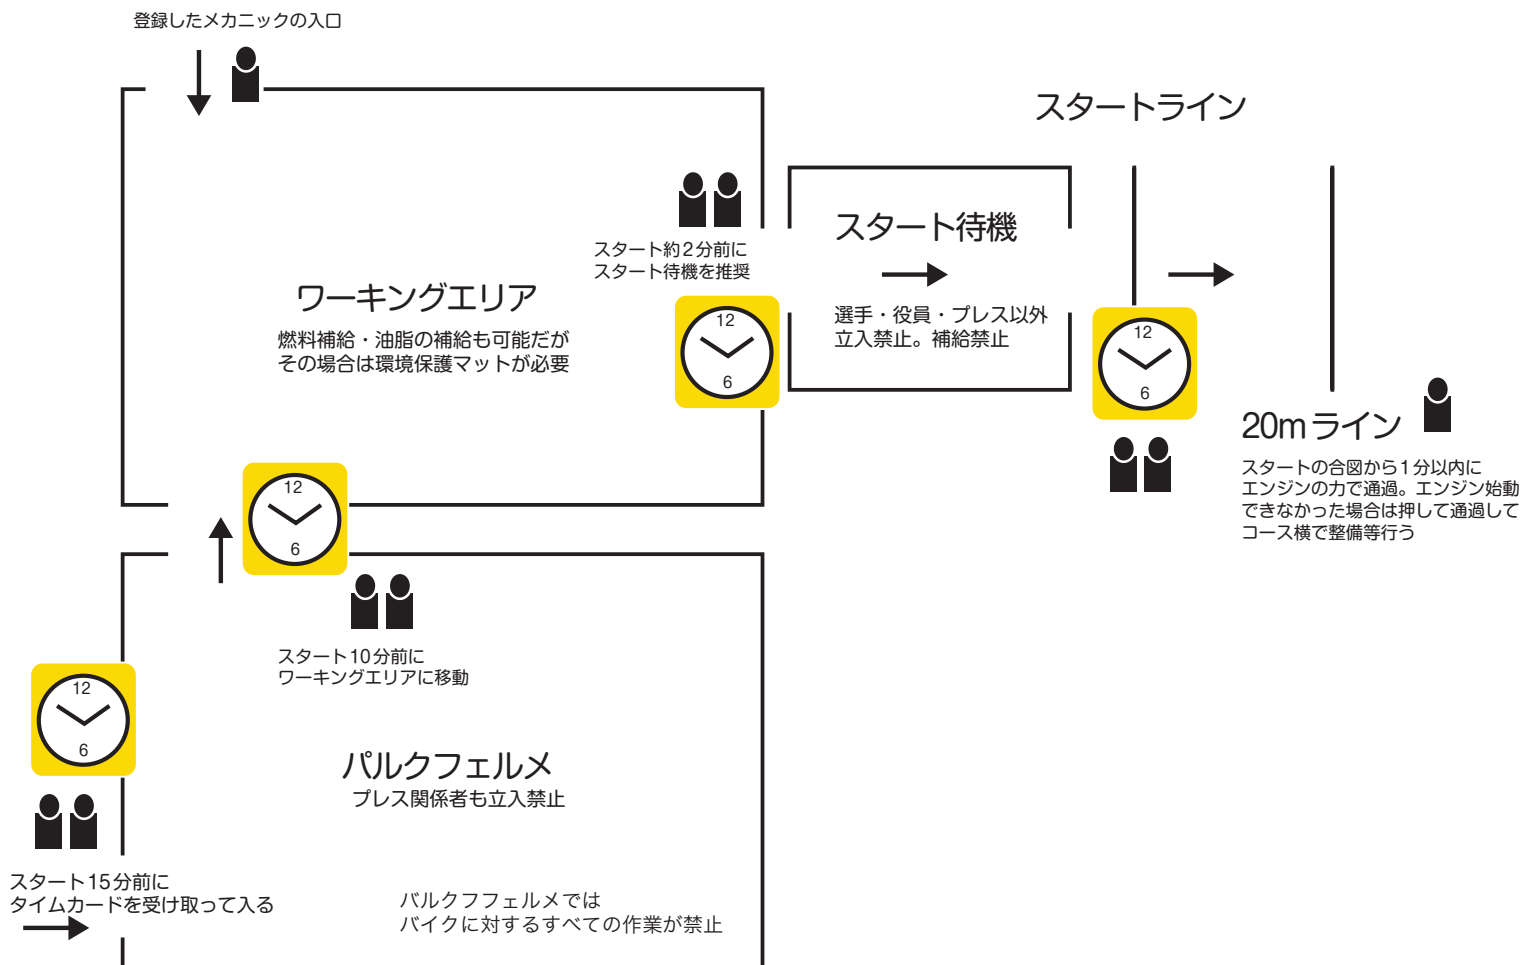 登録したメカニックの入口
スタートライン
スタート約2分前に
スタート待機を推奨
スタート待機
選手・役員・プレス以外
立入禁止。補給禁止
ワーキングエリア
燃料補給・油脂の補給も可能だが
その場合は環境保護マットが必要
12
6
12
6
20mライン
スタートの合図から1分以内に
エンジンの力で通過。エンジン始動
できなかった場合は押して通過して
コース横で整備等行う
12
6
スタート10分前に
ワーキングエリアに移動
12
6
パルクフェルメ
プレス関係者も立入禁止
スタート15分前に
タイムカードを受け取って入る
バルクフフェルメでは
バイクに対するすべての作業が禁止